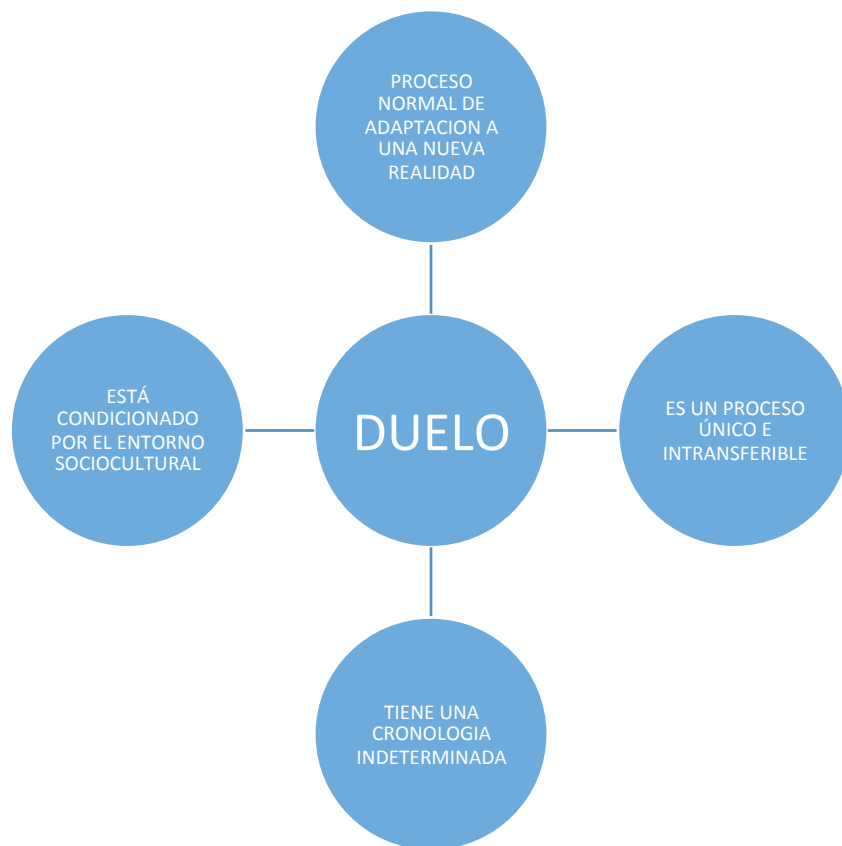 PROCESO
NORMAL DE
ADAPTACION A
UNA NUEVA
REALIDAD
ESTÁ
CONDICIONADO
POR EL ENTORNO
SOCIOCULTURAL
DUELO
ES UN PROCESO
ÚNICO E
INTRANSFERIBLE
TIENE UNA
CRONOLOGIA
INDETERMINADA